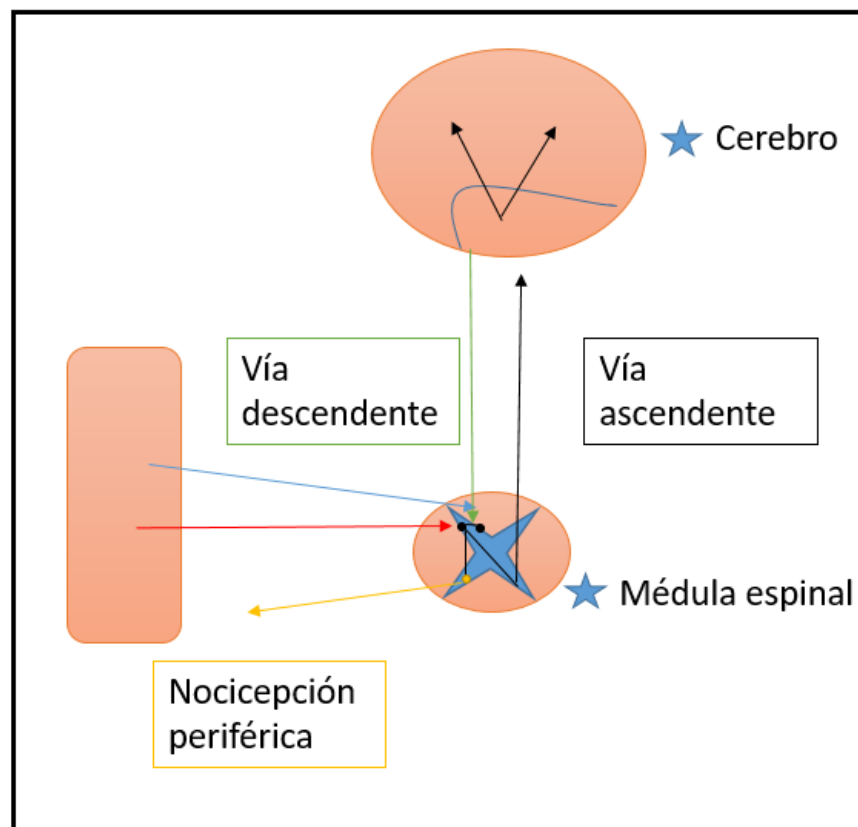 Cerebro
Vía
descendente
Vía
ascendente
Médula espinal
Nocicepción
periférica